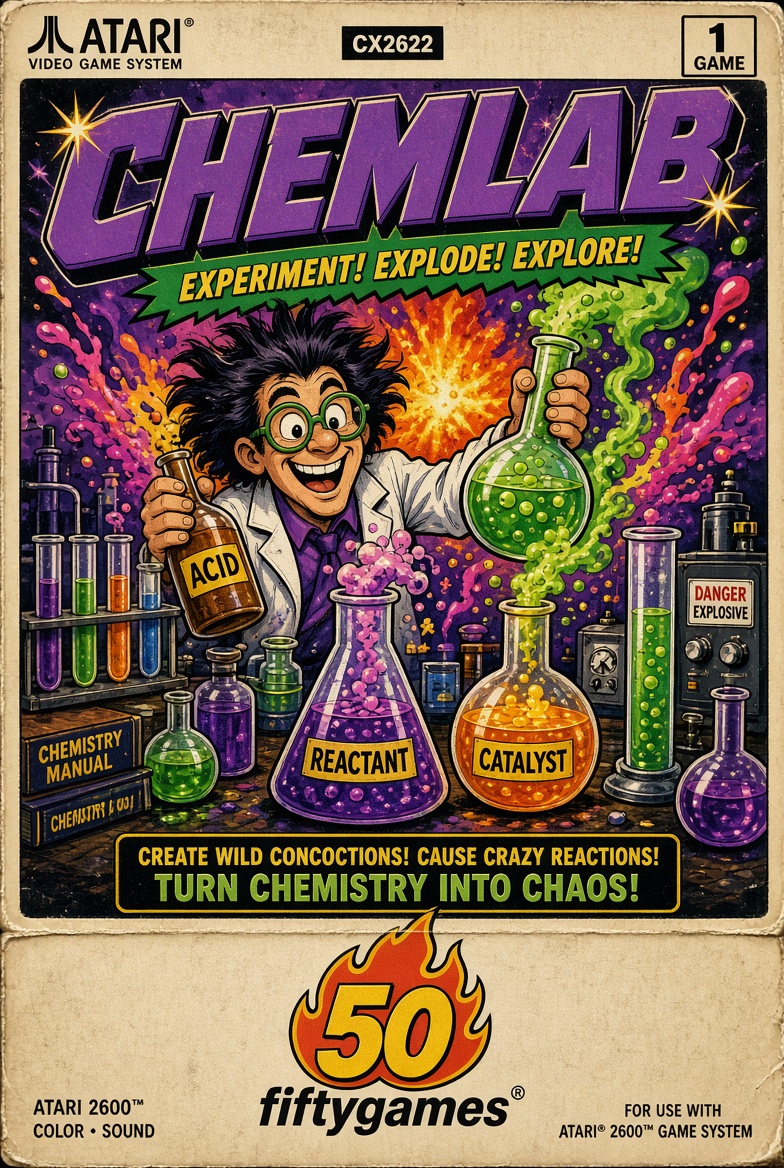 ATARI®
VIDEO GAME SYSTEM
CX2622
1
GAME
CHEMLAB
EXPERIMENT! EXPLODE! EXPLORE!
ACID
DANGER
EXPLOSIVE
REACTANT
CATALYST
CHEMISTRY
MANUAL
CHEMISTRY
CREATE WILD CONCOCTIONS! CAUSE CRAZY REACTIONS!
TURN CHEMISTRY INTO CHAOS!
50
fiftygames®
ATARI 2600™
COLOR • SOUND
FOR USE WITH
ATARI® 2600™ GAME SYSTEM